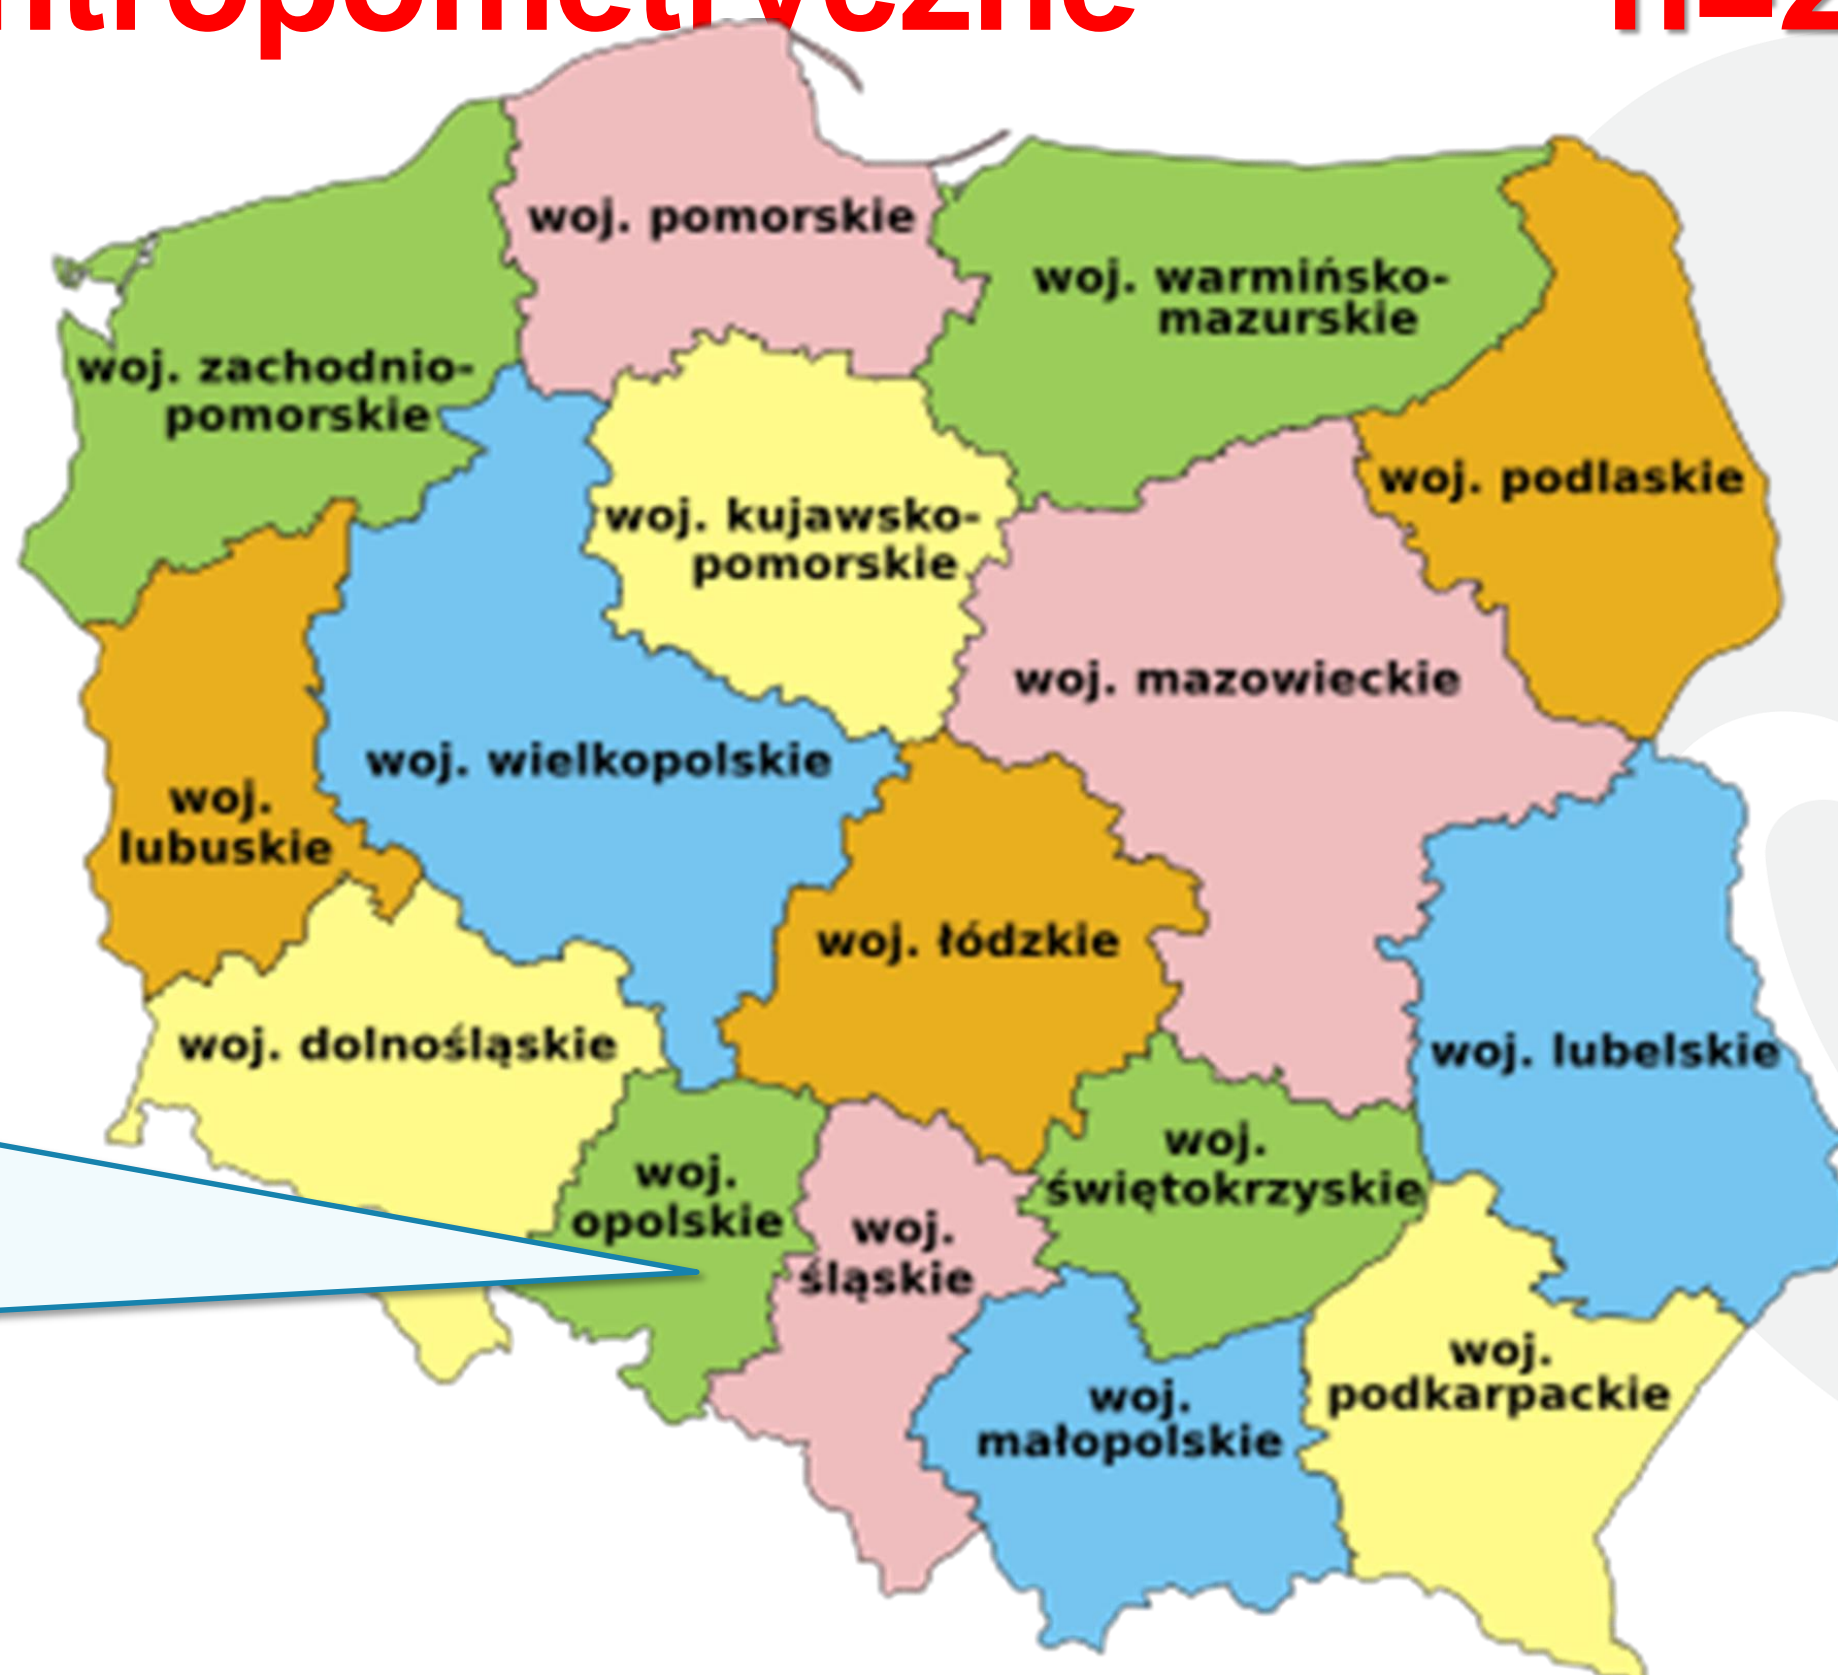 woj. pomorskie
woj. warmińsko-
mazurskie
woj. zachodnio-
pomorskie
woj. podlaskie
woj. kujawsko-
pomorskie
woj. mazowieckie
woj. wielkopolskie
woj.
lubuskie
woj. łódzkie
woj. dolnośląskie
woj. lubelskie
woj.
opolskie
woj.
świętokrzyskie
woj.
śląskie
woj.
podkarpackie
woj.
małopolskie